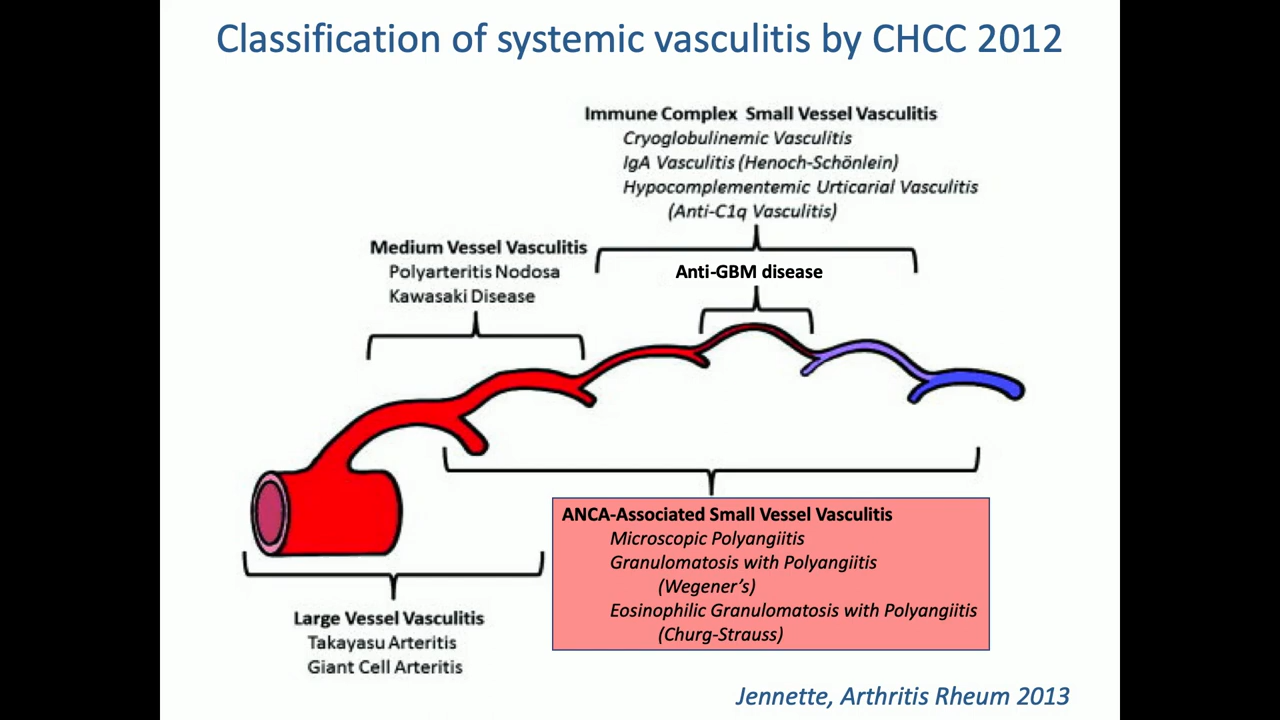 Classification of systemic vasculitis by CHCC 2012
Immune Complex Small Vessel Vasculitis
Cryoglobulinemic Vasculitis
IgA Vasculitis (Henoch-Schönlein)
Hypocomplementemic Urticarial Vasculitis
(Anti-C1q Vasculitis)
Medium Vessel Vasculitis
Polyarteritis Nodosa
Kawasaki Disease
Anti-GBM disease
ANCA-Associated Small Vessel Vasculitis
Microscopic Polyangiitis
Granulomatosis with Polyangiitis
(Wegener’s)
Eosinophilic Granulomatosis with Polyangiitis
(Churg-Strauss)
Large Vessel Vasculitis
Takayasu Arteritis
Giant Cell Arteritis
Jennette, Arthritis Rheum 2013